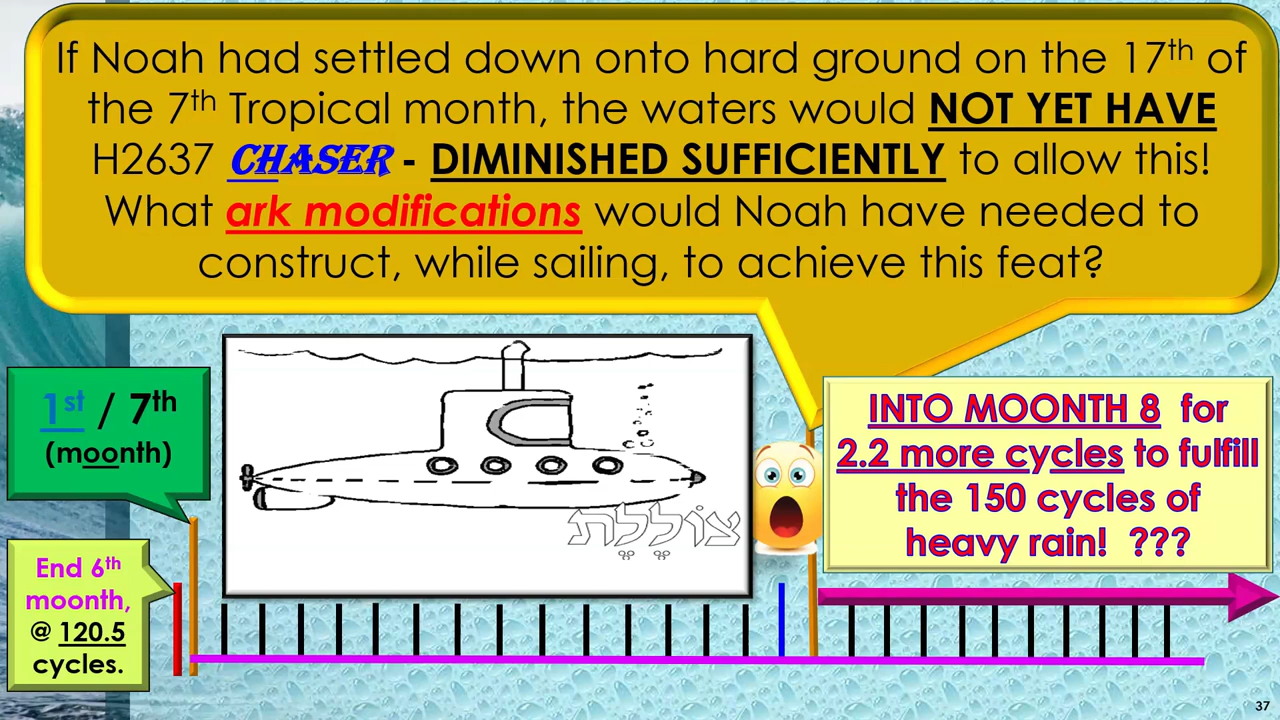 If Noah had settled down onto hard ground on the 17th of
the 7th Tropical month, the waters would NOT YET HAVE
H2637 CHASER - DIMINISHED SUFFICIENTLY to allow this!
What ark modifications would Noah have needed to
construct, while sailing, to achieve this feat?
1st / 7th
(moonth)
צוֹלֶלֶת
INTO MOONTH 8 for
2.2 more cycles to fulfill
the 150 cycles of
heavy rain! ???
End 6th
moonth,
@ 120.5
cycles.
37